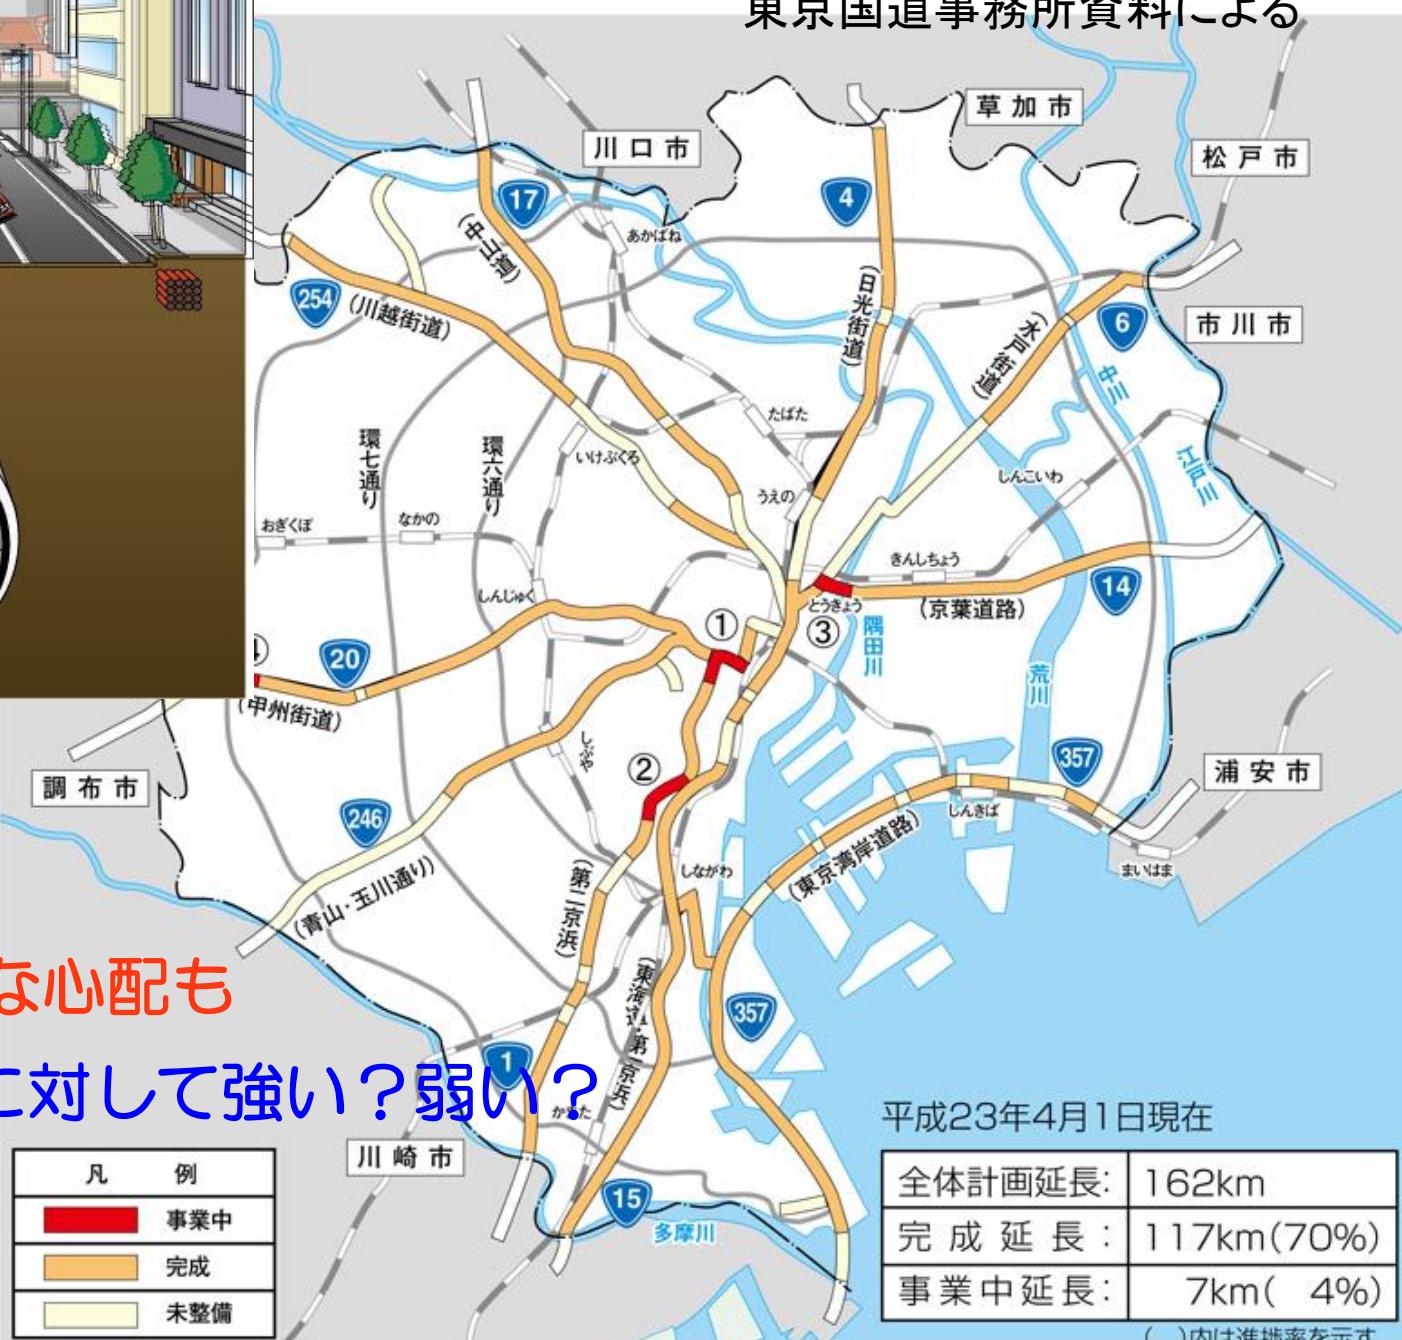 東京国道事務所資料による
草加市
川口市
松戸市
17
4
(中山道)
あかばね
254
(川越街道)
(日光街道)
(水戸街道)
6
市川市
中川
たばた
環七通り
環六通り
いけぶくろ
しんこいわ
江戸川
うえの
おぎくぼ
なかの
きんしちょう
しんじゅく
とうきょう
(京葉道路)
14
①
③
隅田川
20
荒川
(甲州街道)
しぶや
②
357
浦安市
調布市
246
しんきば
(東京湾岸道路)
まいはま
しながわ
(青山・玉川通り)
(第二京浜)
な心配も
(東海道・第一京浜)
357
1
に対して強い？弱い？
かまた
平成23年4月1日現在
川崎市
15
多摩川
凡例
事業中
完成
未整備
全体計画延長: 162km
完成延長: 117km(70%)
事業中延長: 7km( 4%)
( )内は進捗率を示す